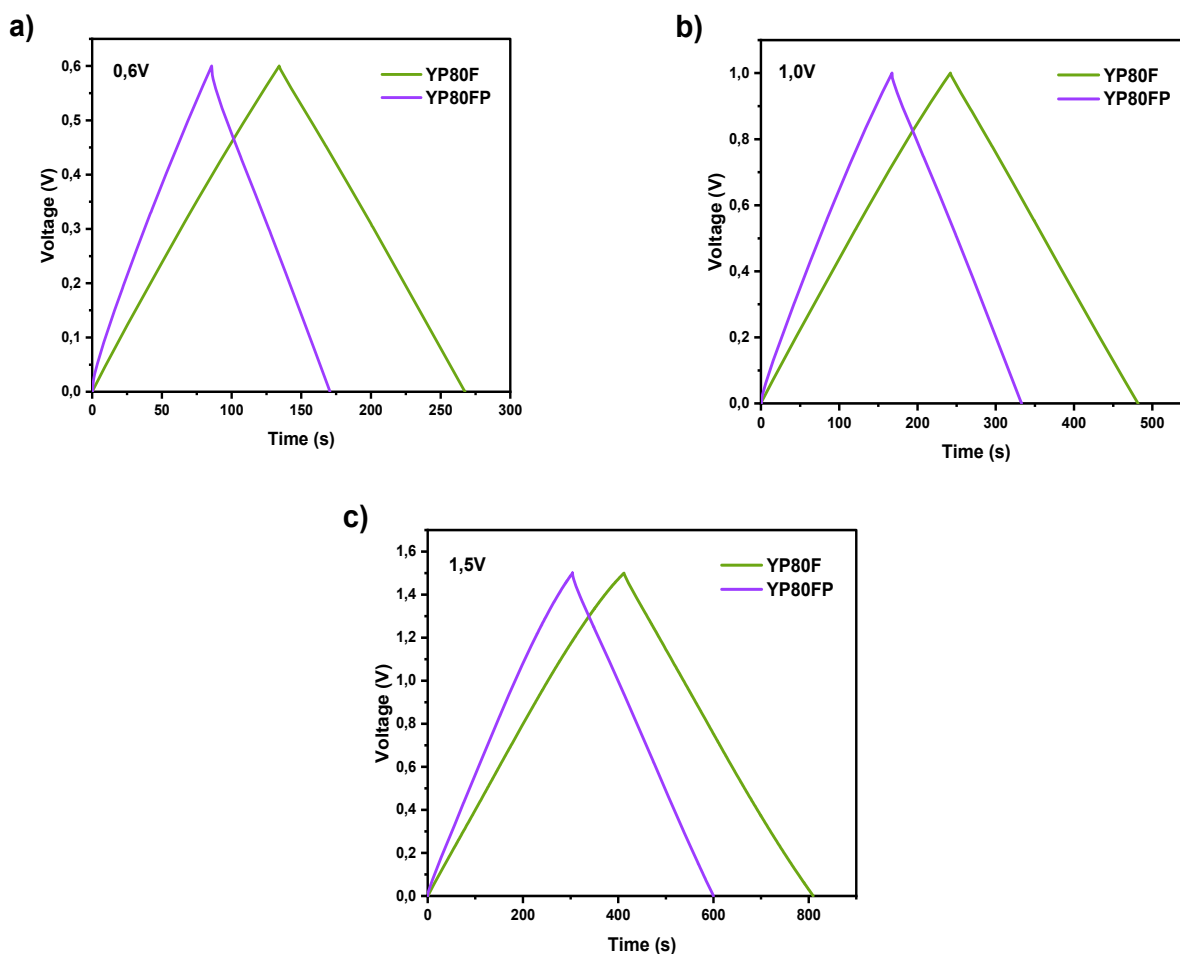 a)
0,6V
YP80F
YP80FP
0,6
0,5
0,4
0,3
0,2
0,1
0,0
Voltage (V)
0 50 100 150 200 250 300
Time (s)
b)
1,0V
YP80F
YP80FP
1,0
0,8
0,6
0,4
0,2
0,0
Voltage (V)
0 100 200 300 400 500
Time (s)
c)
1,5V
YP80F
YP80FP
1,6
1,4
1,2
1,0
0,8
0,6
0,4
0,2
0,0
Voltage (V)
0 200 400 600 800
Time (s)